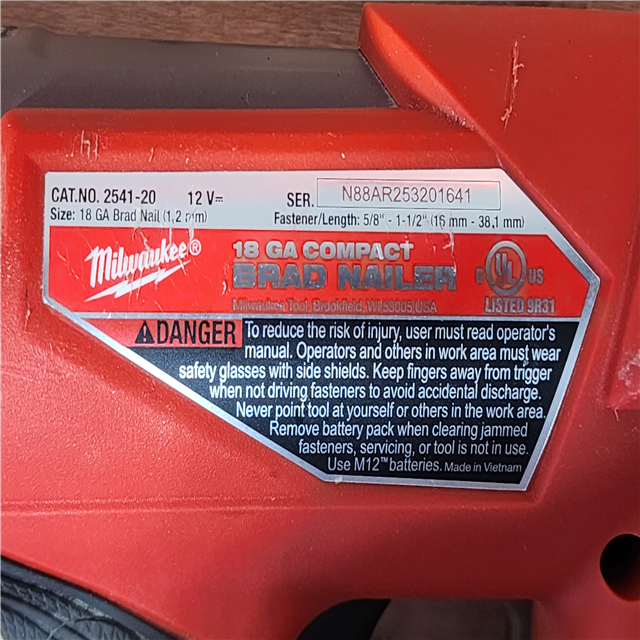 CAT.NO. 2541-20 12 V⎓ SER. N88AR253201641
Size: 18 GA Brad Nail (1,2 mm) Fastener/Length: 5/8" - 1-1/2" (16 mm - 38,1 mm)
Milwaukee® 18 GA COMPACT
BRAD NAILER
Milwaukee Tool, Brookfield, WI 53005 USA
UL US
LISTED 9R31
DANGER To reduce the risk of injury, user must read operator's
manual. Operators and others in work area must wear
safety glasses with side shields. Keep fingers away from trigger
when not driving fasteners to avoid accidental discharge.
Never point tool at yourself or others in the work area.
Remove battery pack when clearing jammed
fasteners, servicing, or tool is not in use.
Use M12™ batteries. Made in Vietnam